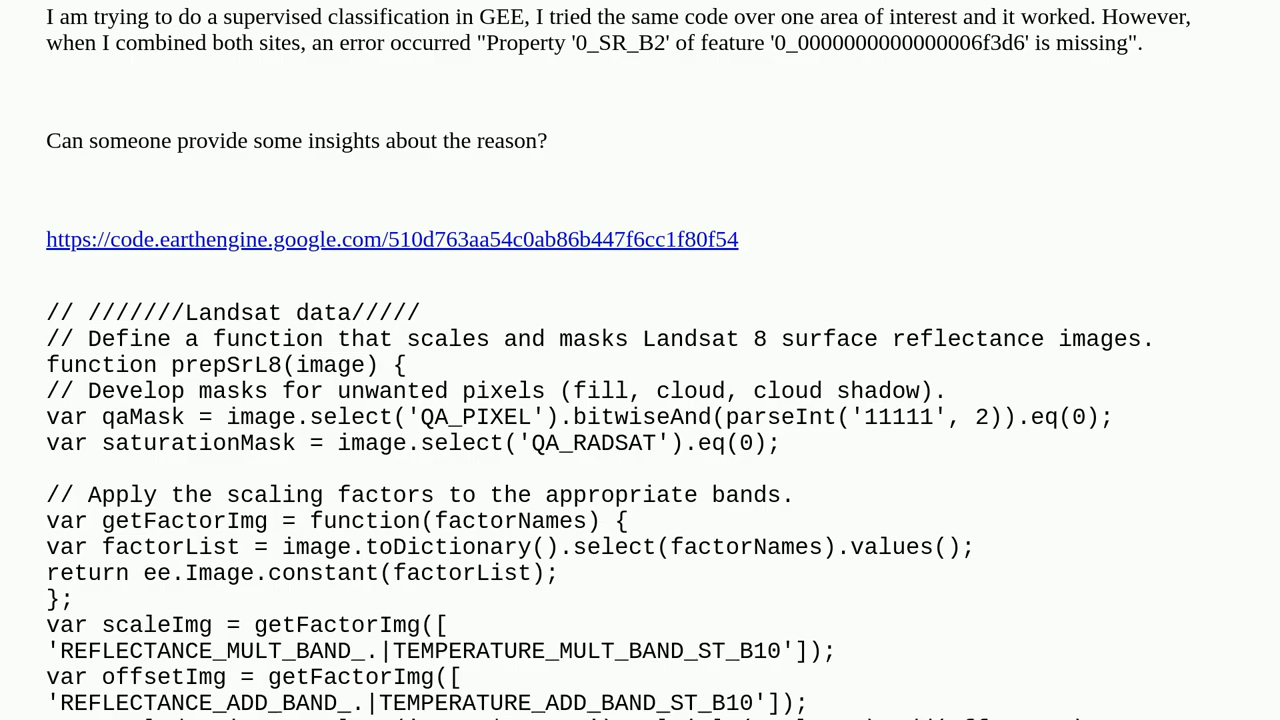 I am trying to do a supervised classification in GEE, I tried the same code over one area of interest and it worked. However,
when I combined both sites, an error occurred "Property '0_SR_B2' of feature '0_0000000000000006f3d6' is missing".
Can someone provide some insights about the reason?
https://code.earthengine.google.com/510d763aa54c0ab86b447f6cc1f80f54
// ///////Landsat data/////
// Define a function that scales and masks Landsat 8 surface reflectance images.
function prepSrL8(image) {
// Develop masks for unwanted pixels (fill, cloud, cloud shadow).
var qaMask = image.select('QA_PIXEL').bitwiseAnd(parseInt('11111', 2)).eq(0);
var saturationMask = image.select('QA_RADSAT').eq(0);
// Apply the scaling factors to the appropriate bands.
var getFactorImg = function(factorNames) {
var factorList = image.toDictionary().select(factorNames).values();
return ee.Image.constant(factorList);
};
var scaleImg = getFactorImg([
'REFLECTANCE_MULT_BAND_.|TEMPERATURE_MULT_BAND_ST_B10']);
var offsetImg = getFactorImg([
'REFLECTANCE_ADD_BAND_.|TEMPERATURE_ADD_BAND_ST_B10']);